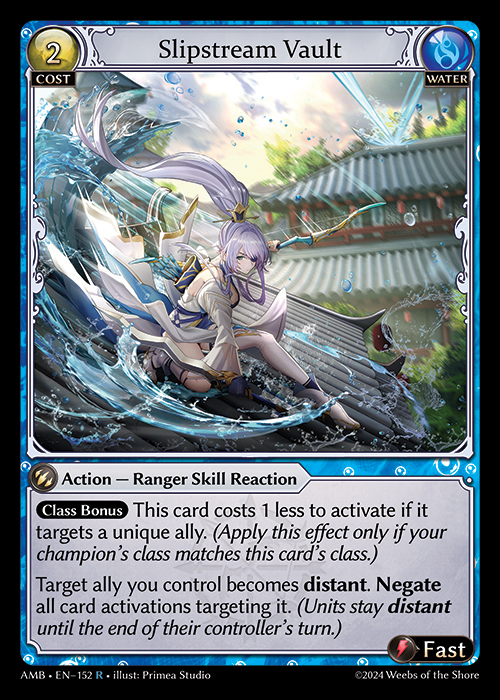 2
Slipstream Vault
COST
WATER
Action — Ranger Skill Reaction
Class Bonus This card costs 1 less to activate if it
targets a unique ally. (Apply this effect only if your
champion's class matches this card's class.)
Target ally you control becomes distant. Negate
all card activations targeting it. (Units stay distant
until the end of their controller's turn.)
Fast
AMB • EN–152 R • illust: Primea Studio
©2024 Weebs of the Shore